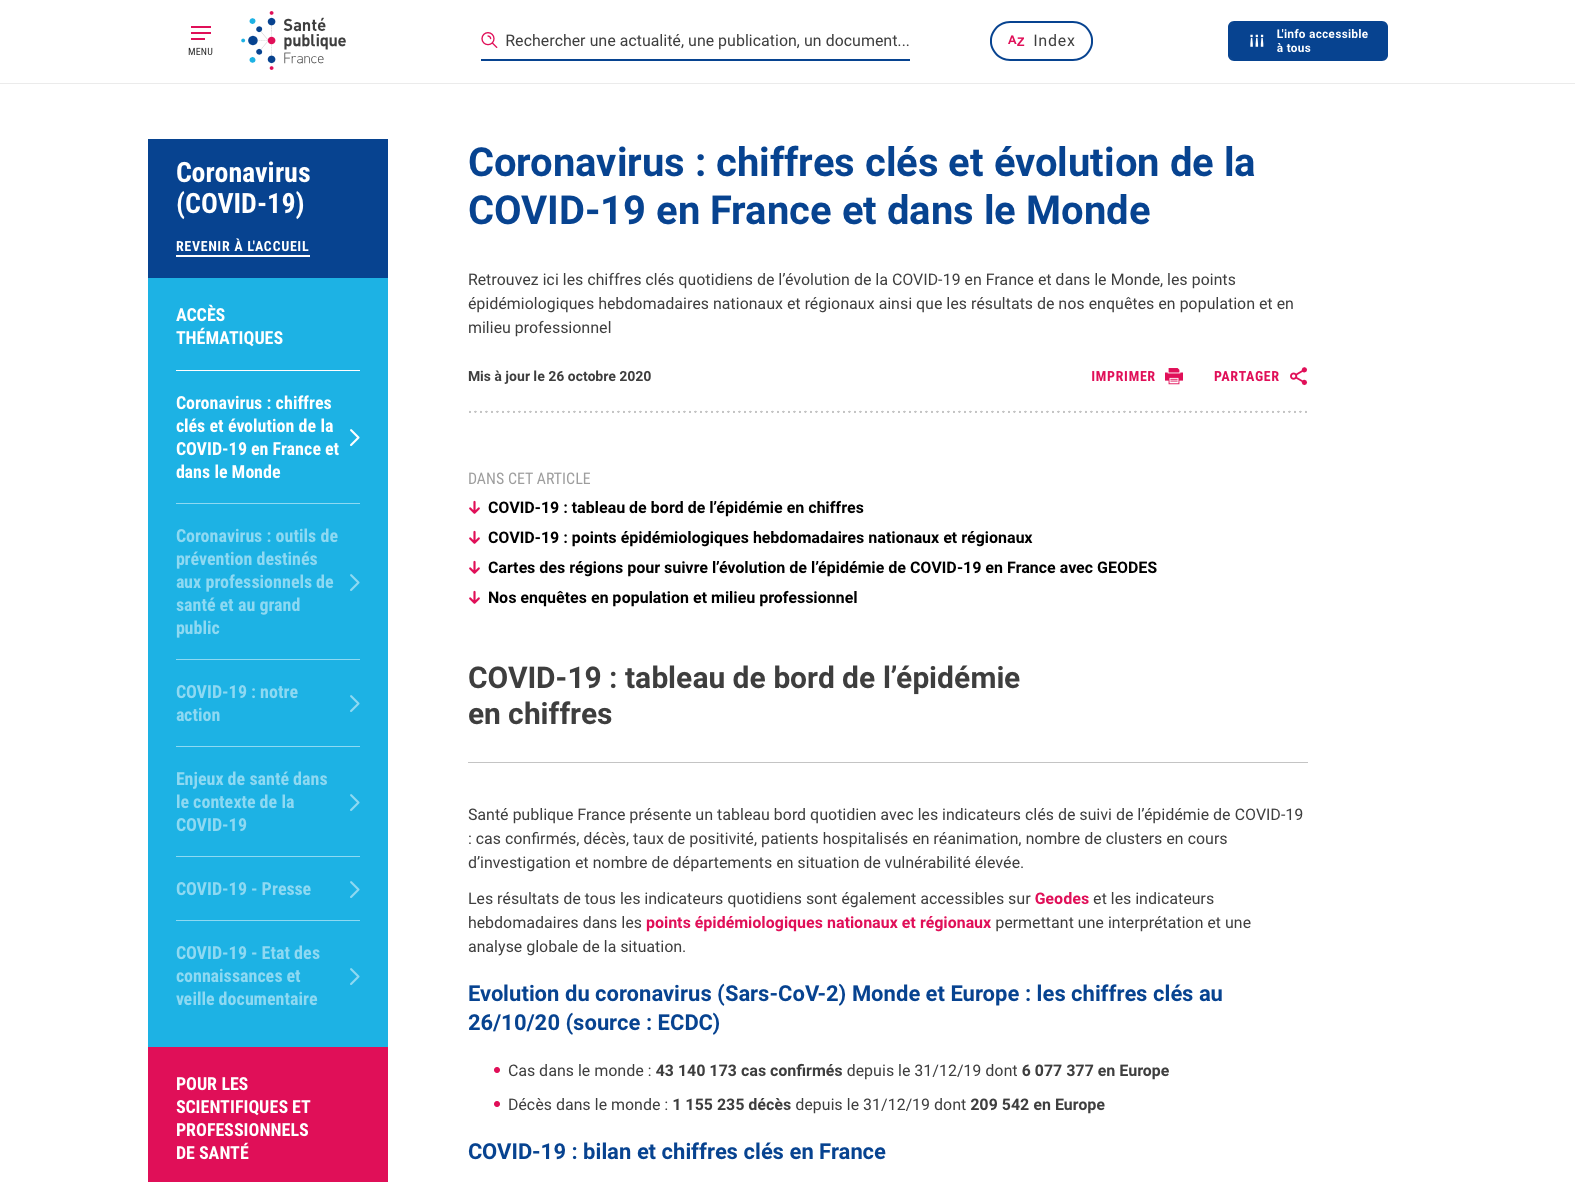 MENU
Santé
publique
France
Rechercher une actualité, une publication, un document...
AZ Index
L'info accessible
à tous
Coronavirus
(COVID-19)
REVENIR À L'ACCUEIL
ACCÈS
THÉMATIQUES
Coronavirus : chiffres
clés et évolution de la
COVID-19 en France et
dans le Monde
Coronavirus : outils de
prévention destinés
aux professionnels de
santé et au grand
public
COVID-19 : notre
action
Enjeux de santé dans
le contexte de la
COVID-19
COVID-19 - Presse
COVID-19 - Etat des
connaissances et
veille documentaire
POUR LES
SCIENTIFIQUES ET
PROFESSIONNELS
DE SANTÉ
Coronavirus : chiffres clés et évolution de la
COVID-19 en France et dans le Monde
Retrouvez ici les chiffres clés quotidiens de l’évolution de la COVID-19 en France et dans le Monde, les points
épidémiologiques hebdomadaires nationaux et régionaux ainsi que les résultats de nos enquêtes en population et en
milieu professionnel
Mis à jour le 26 octobre 2020
IMPRIMER
PARTAGER
DANS CET ARTICLE
COVID-19 : tableau de bord de l’épidémie en chiffres
COVID-19 : points épidémiologiques hebdomadaires nationaux et régionaux
Cartes des régions pour suivre l’évolution de l’épidémie de COVID-19 en France avec GEODES
Nos enquêtes en population et milieu professionnel
COVID-19 : tableau de bord de l’épidémie
en chiffres
Santé publique France présente un tableau bord quotidien avec les indicateurs clés de suivi de l’épidémie de COVID-19
: cas confirmés, décès, taux de positivité, patients hospitalisés en réanimation, nombre de clusters en cours
d’investigation et nombre de départements en situation de vulnérabilité élevée.
Les résultats de tous les indicateurs quotidiens sont également accessibles sur Geodes et les indicateurs
hebdomadaires dans les points épidémiologiques nationaux et régionaux permettant une interprétation et une
analyse globale de la situation.
Evolution du coronavirus (Sars-CoV-2) Monde et Europe : les chiffres clés au
26/10/20 (source : ECDC)
Cas dans le monde : 43 140 173 cas confirmés depuis le 31/12/19 dont 6 077 377 en Europe
Décès dans le monde : 1 155 235 décès depuis le 31/12/19 dont 209 542 en Europe
COVID-19 : bilan et chiffres clés en France